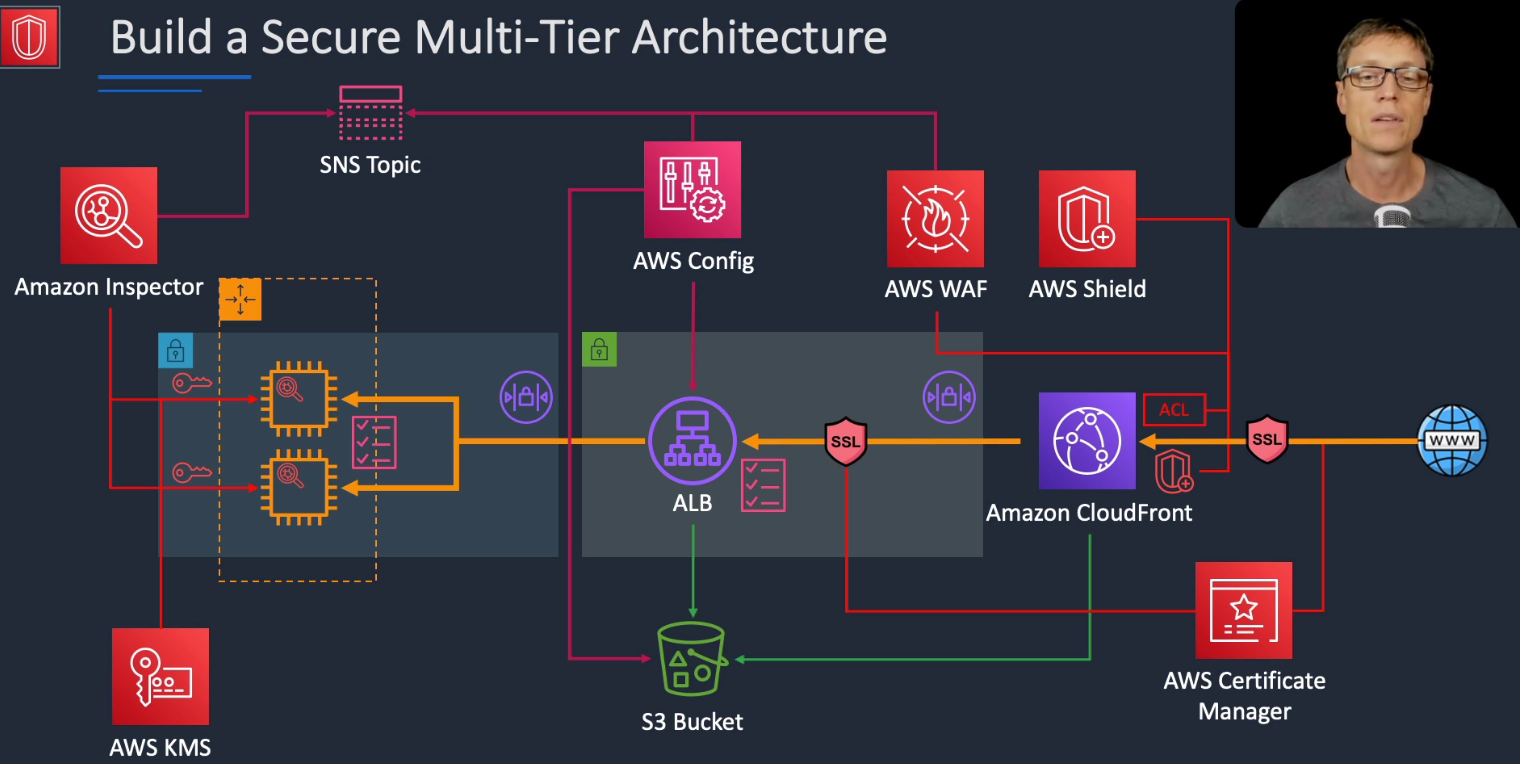 Build a Secure Multi-Tier Architecture
SNS Topic
Amazon Inspector
AWS Config
AWS WAF
AWS Shield
ACL
SSL
SSL
WWW
ALB
Amazon CloudFront
S3 Bucket
AWS Certificate
Manager
AWS KMS